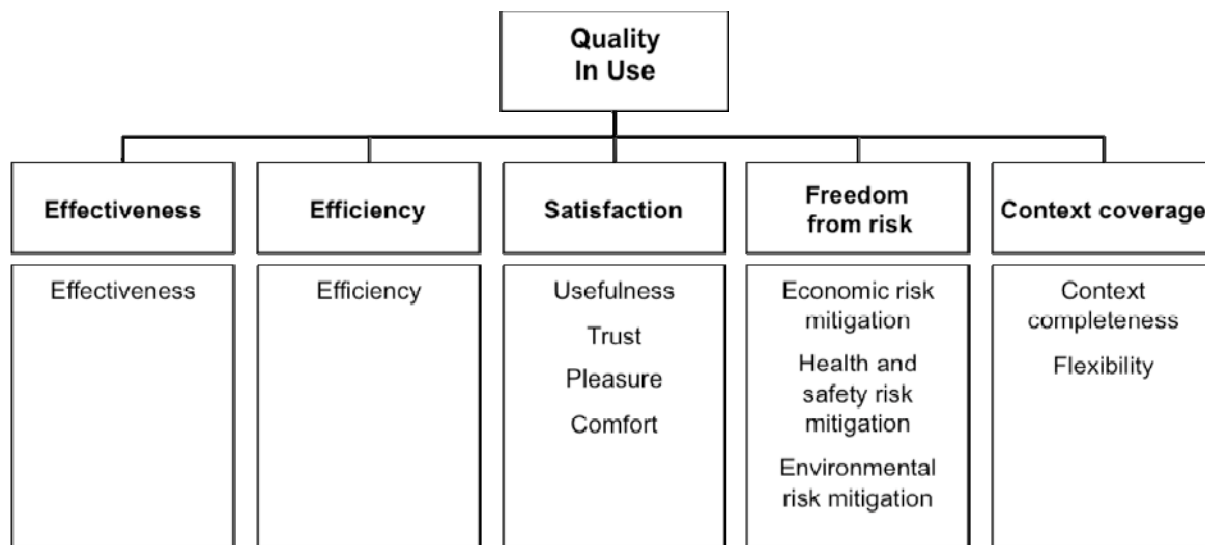 Quality
In Use
Effectiveness
Efficiency
Satisfaction
Freedom
from risk
Context coverage
Effectiveness
Efficiency
Usefulness
Trust
Pleasure
Comfort
Economic risk
mitigation
Health and
safety risk
mitigation
Environmental
risk mitigation
Context
completeness
Flexibility